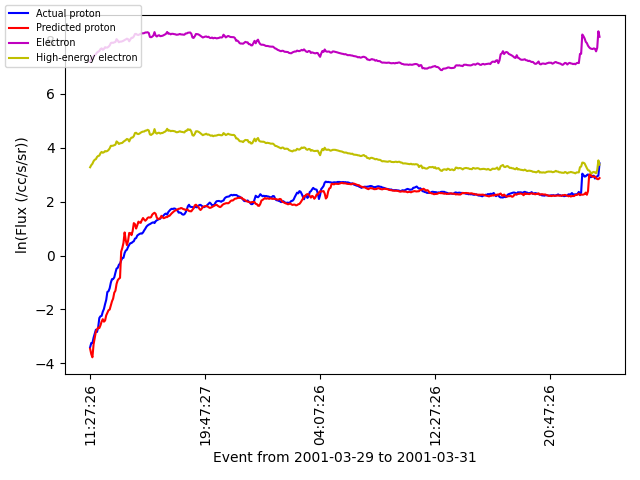 Actual proton
Predicted proton
Electron
High-energy electron
6
4
2
0
−2
−4
ln(Flux (/cc/s/sr))
11:27:26
19:47:27
04:07:26
12:27:26
20:47:26
Event from 2001-03-29 to 2001-03-31